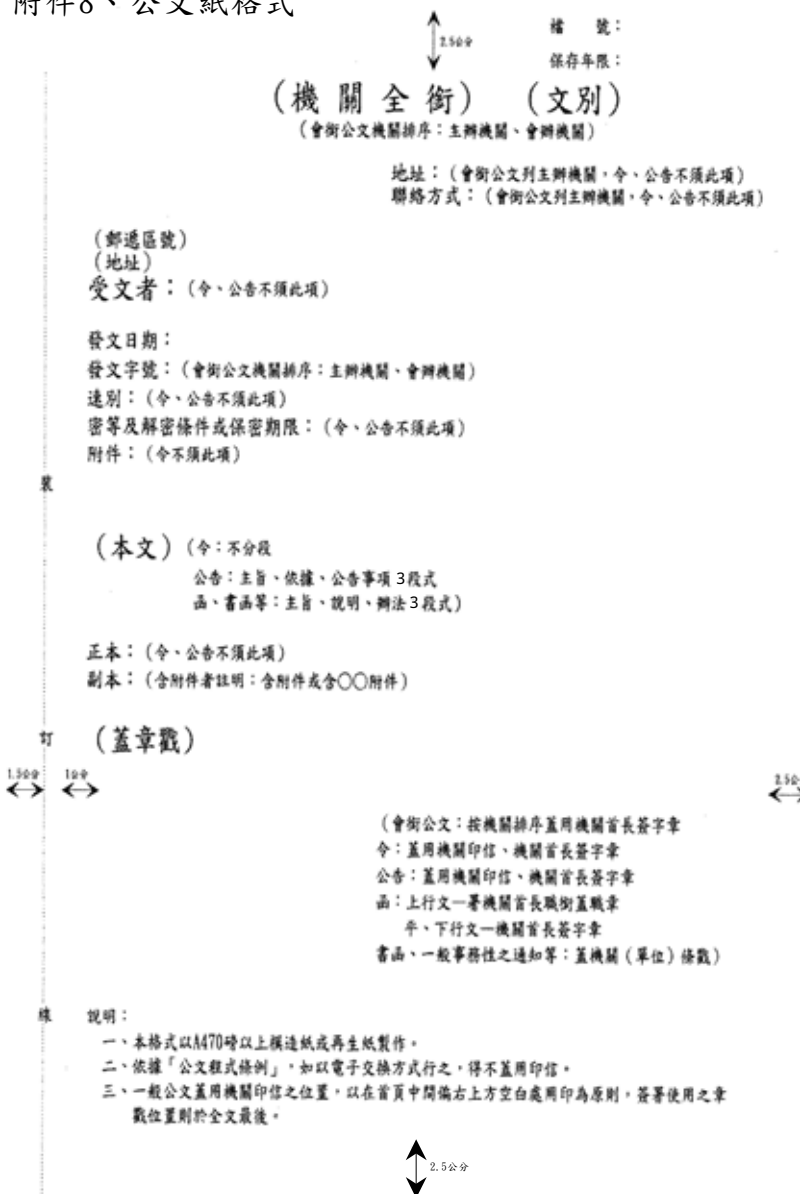 附件8、公文紙格式
2.5公分
檔　　號：
保存年限：
（機關全銜）　（文別）
（會銜公文機關排序：主辦機關、會辦機關）
地址：（會銜公文列主辦機關，令、公告不須此項）
聯絡方式：（會銜公文列主辦機關，令、公告不須此項）
（郵遞區號）
（地址）
受文者：（令、公告不須此項）
發文日期：
發文字號：（會銜公文機關排序：主辦機關、會辦機關）
速別：（令、公告不須此項）
密等及解密條件或保密期限：（令、公告不須此項）
附件：（令不須此項）
裝
（本文）（令：不分段
公告：主旨、依據、公告事項3段式
函、書函等：主旨、說明、辦法3段式）
正本：（令、公告不須此項）
副本：（含附件者註明：含附件或含○○附件）
訂
（蓋章戳）
1.5公分
1公分
2.5公
（會銜公文：按機關排序蓋用機關首長簽字章
令：蓋用機關印信、機關首長簽字章
公告：蓋用機關印信、機關首長簽字章
函：上行文—署機關首長職銜蓋職章
平、下行文—機關首長簽字章
書函、一般事務性之通知等：蓋機關（單位）條戳）
線
說明：
一、本格式以A470磅以上模造紙或再生紙製作。
二、依據「公文程式條例」，如以電子交換方式行之，得不蓋用印信。
三、一般公文蓋用機關印信之位置，以在首頁中間偏右上方空白處用印為原則，簽署使用之章
戳位置則於全文最後。
2.5公分